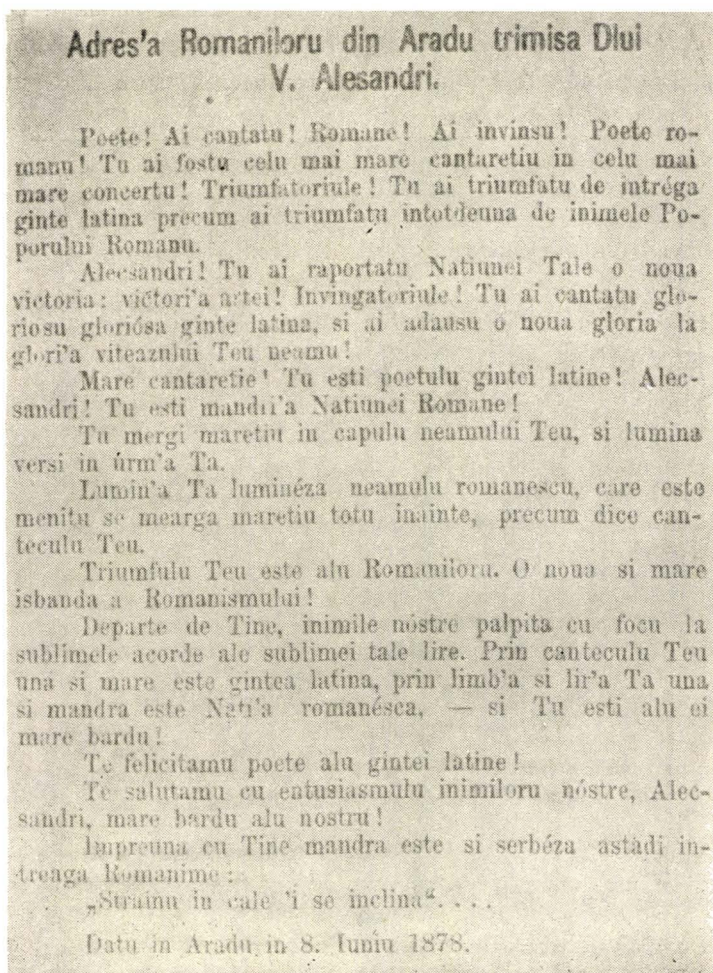 Adres'a Romaniloru din Aradu trimisa Dlui
V. Alesandri.
Poete! Ai cantatu! Romane! Ai invinsu! Poete ro-
manu! Tu ai fostu celu mai mare cantaretiu in celu mai
mare concertu! Triumfatoriule! Tu ai triumfatu de intréga
ginte latina precum ai triumfatu intotdeuna de inimele Po-
porului Romanu.
Alecsandri! Tu ai raportatu Natiunei Tale o noua
victoria: victori'a artei! Invingatoriule! Tu ai cantatu glo-
riosu gloriósa ginte latina, si ai adausu o noua gloria la
glori'a viteazului Teu neamu!
Mare cantaretie! Tu esti poetulu gintei latine! Alec-
sandri! Tu esti mandri'a Natiunei Romane!
Tu mergi maretiu in capulu neamului Teu, si lumina
versi in urm'a Ta.
Lumin'a Ta luminéza neamulu romanescu, care este
menitu se mearga maretiu totu inainte, precum dice can-
teculu Teu.
Triumfulu Teu este alu Romaniloru. O noua si mare
isbanda a Romanismului!
Departe de Tine, inimile nóstre palpita cu focu la
sublimele acorde ale sublimei tale lire. Prin canteculu Teu
una si mare este gintea latina, prin limb'a si lir'a Ta una
si mandra este Nati'a romanésca, — si Tu esti alu ei
mare bardu!
Te felicitamu poete alu gintei latine!
Te salutamu cu entusiasmulu inimiloru nóstre, Alec-
sandri, mare bardu alu nostru!
Impreuna cu Tine mandra este si serbéza astadi in-
treaga Romanime:
„Strainu in cale 'i se inclina“. . . .
Datu in Aradu in 8. Iuniu 1878.